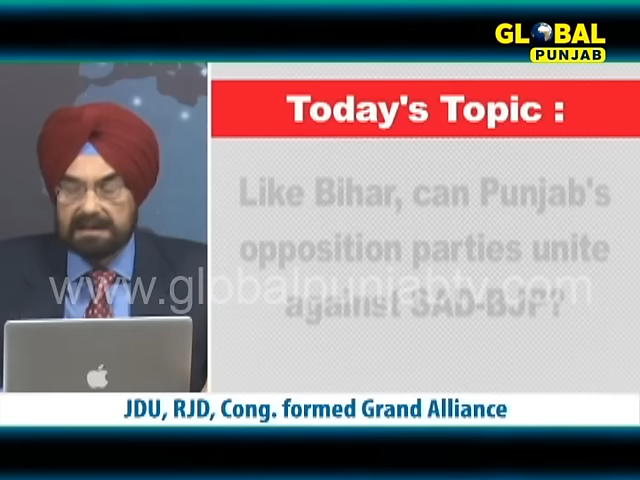 GLOBAL
PUNJAB
Today's Topic :
Like Bihar, can Punjab's
opposition parties unite
www.globalpunjabtv.com
against SAD-BJP?
JDU, RJD, Cong. formed Grand Alliance